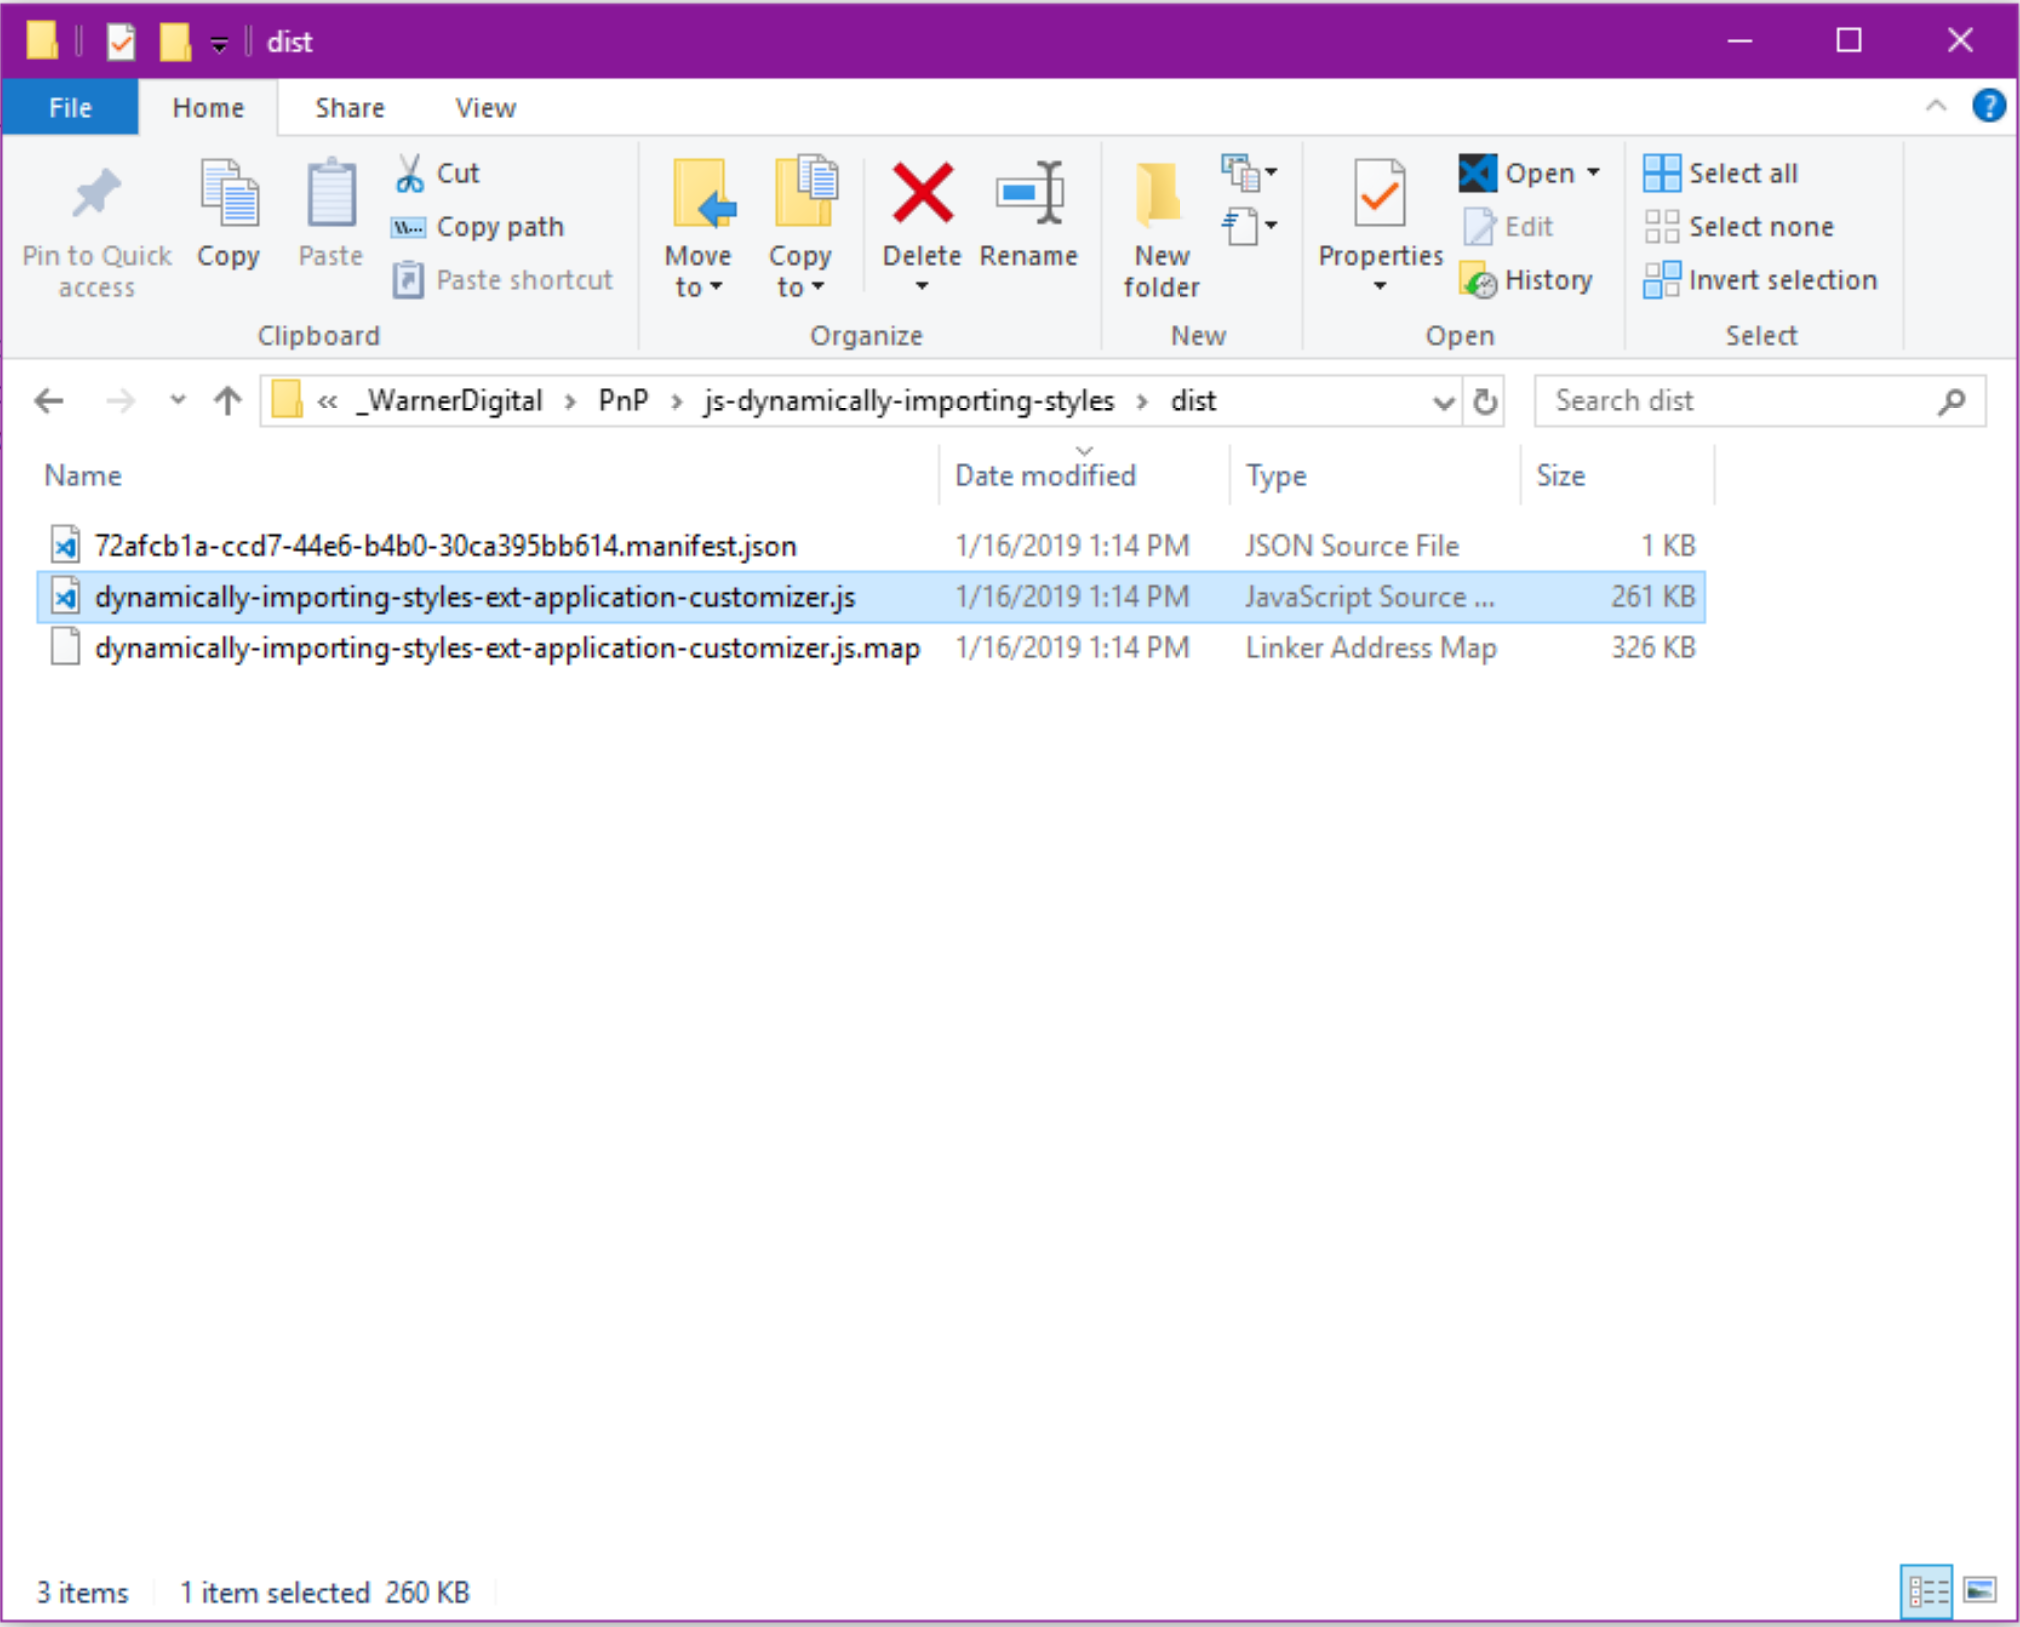 dist
File Home Share View
Pin to Quick access
Copy
Paste
Cut
Copy path
Paste shortcut
Clipboard
Move to
Copy to
Delete
Rename
Organize
New folder
New
Properties
Open
Edit
History
Open
Select all
Select none
Invert selection
Select
« _WarnerDigital › PnP › js-dynamically-importing-styles › dist
Search dist
Name Date modified Type Size
72afcb1a-ccd7-44e6-b4b0-30ca395bb614.manifest.json 1/16/2019 1:14 PM JSON Source File 1 KB
dynamically-importing-styles-ext-application-customizer.js 1/16/2019 1:14 PM JavaScript Source ... 261 KB
dynamically-importing-styles-ext-application-customizer.js.map 1/16/2019 1:14 PM Linker Address Map 326 KB
3 items 1 item selected 260 KB